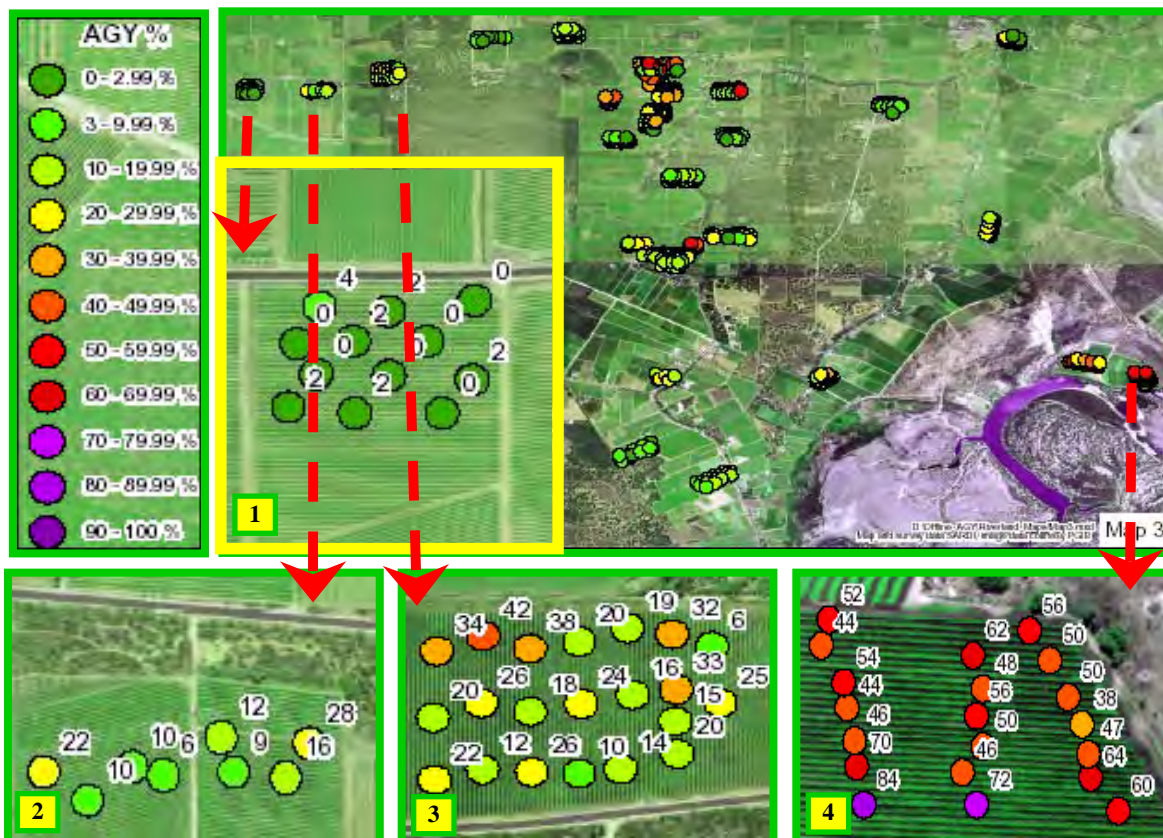 AGY %
0 - 2.99, %
3 - 9.99, %
10 - 19.99, %
20 - 29.99, %
30 - 39.99, %
40 - 49.99, %
50 - 59.99, %
60 - 69.99, %
70 - 79.99, %
80 - 89.99, %
90 - 100, %
4 2 0
0 2 0
0 0 2
2 2 0
1
Map 3
22 10 10 6 12 9 28 16
2
34 42 38 20 19 32 6
20 26 18 24 16 33 15 25
22 12 26 10 14 20
3
52 44 54 44 46 70 84
62 48 56 50 46 72
56 50 50 38 47 64 60
4